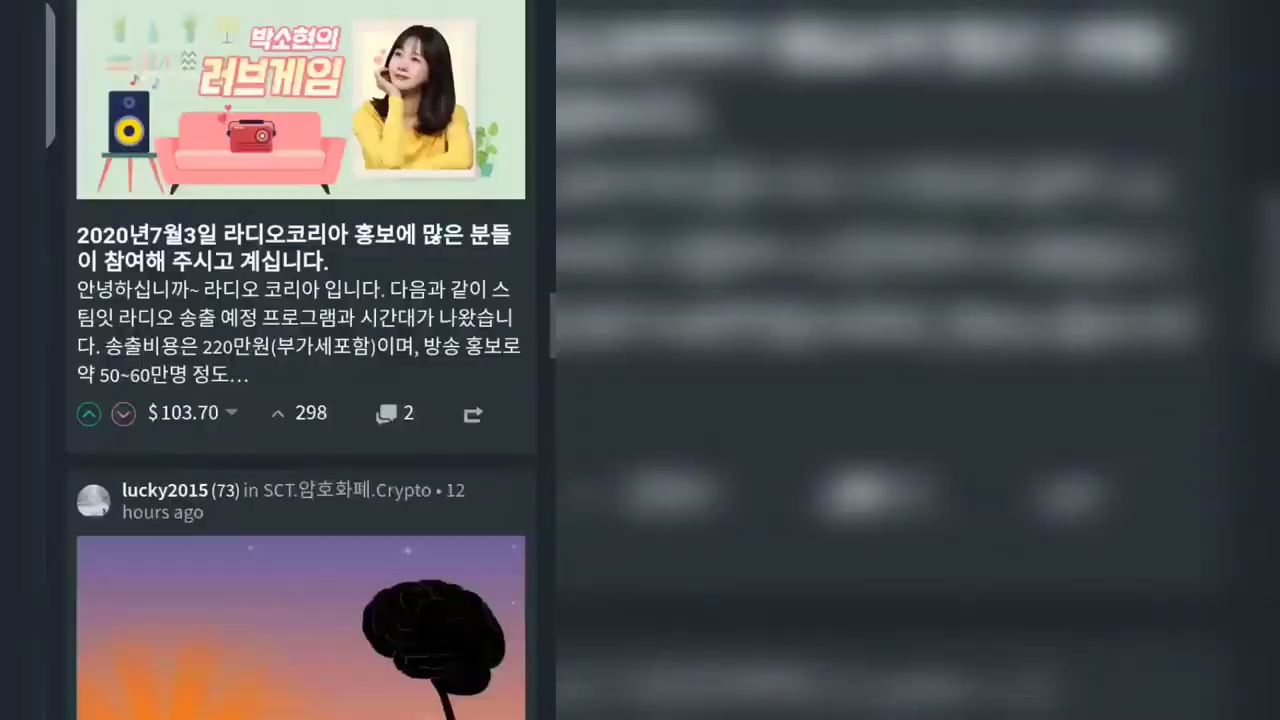 박소현의
러브게임
2020년7월3일 라디오코리아 홍보에 많은 분들
이 참여해 주시고 계십니다.
안녕하십니까~ 라디오 코리아 입니다. 다음과 같이 스
팀잇 라디오 송출 예정 프로그램과 시간대가 나왔습니
다. 송출비용은 220만원(부가세포함)이며, 방송 홍보로
약 50~60만명 정도…
$103.70 298 2
lucky2015 (73) in SCT.암호화폐.Crypto • 12
hours ago